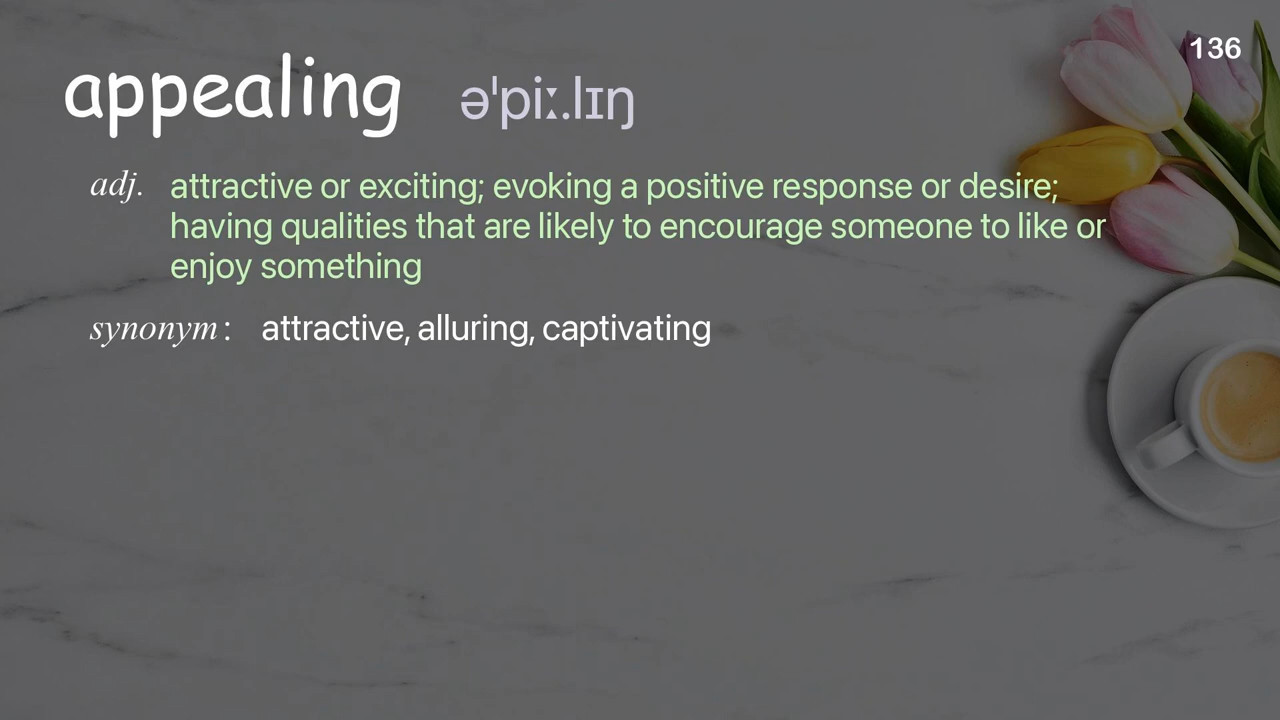 136
appealing əˈpiː.lɪŋ
adj. attractive or exciting; evoking a positive response or desire;
having qualities that are likely to encourage someone to like or
enjoy something
synonym: attractive, alluring, captivating